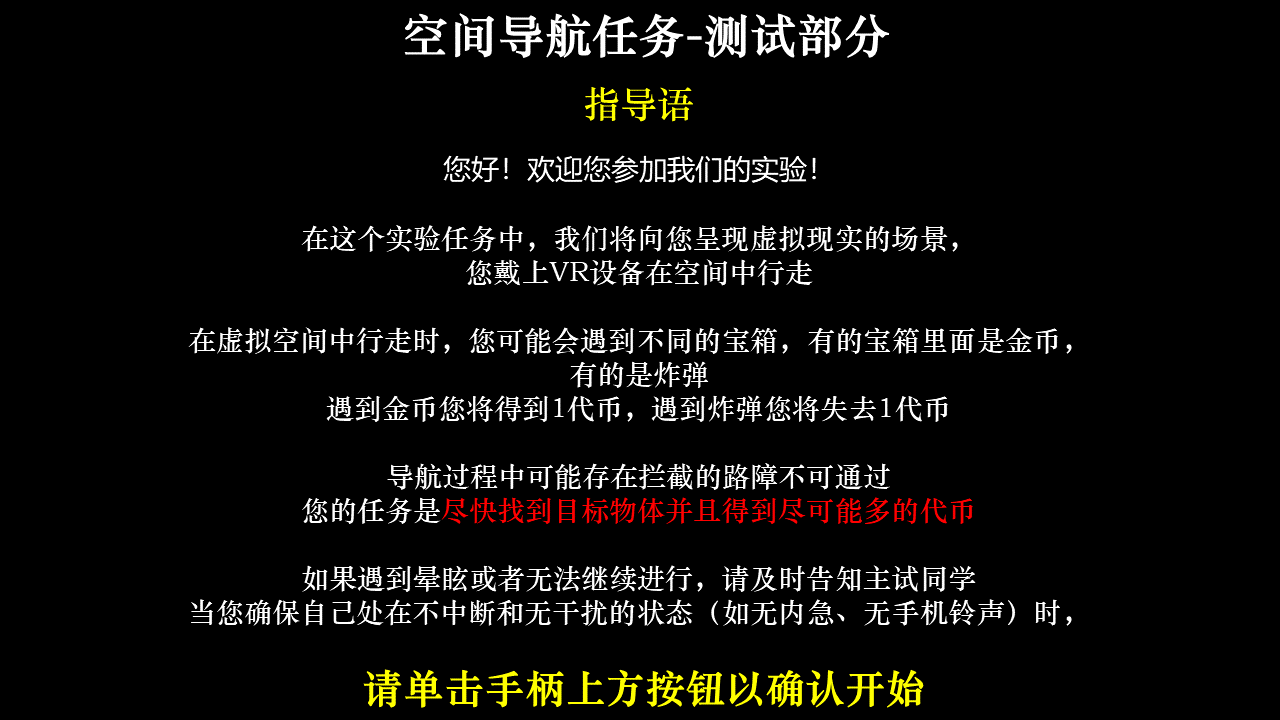 空间导航任务-测试部分
指导语
您好！欢迎您参加我们的实验！
在这个实验任务中，我们将向您呈现虚拟现实的场景，
您戴上VR设备在空间中行走
在虚拟空间中行走时，您可能会遇到不同的宝箱，有的宝箱里面是金币，
有的是炸弹
遇到金币您将得到1代币，遇到炸弹您将失去1代币
导航过程中可能存在拦截的路障不可通过
您的任务是尽快找到目标物体并且得到尽可能多的代币
如果遇到晕眩或者无法继续进行，请及时告知主试同学
当您确保自己处在不中断和无干扰的状态（如无内急、无手机铃声）时，
请单击手柄上方按钮以确认开始